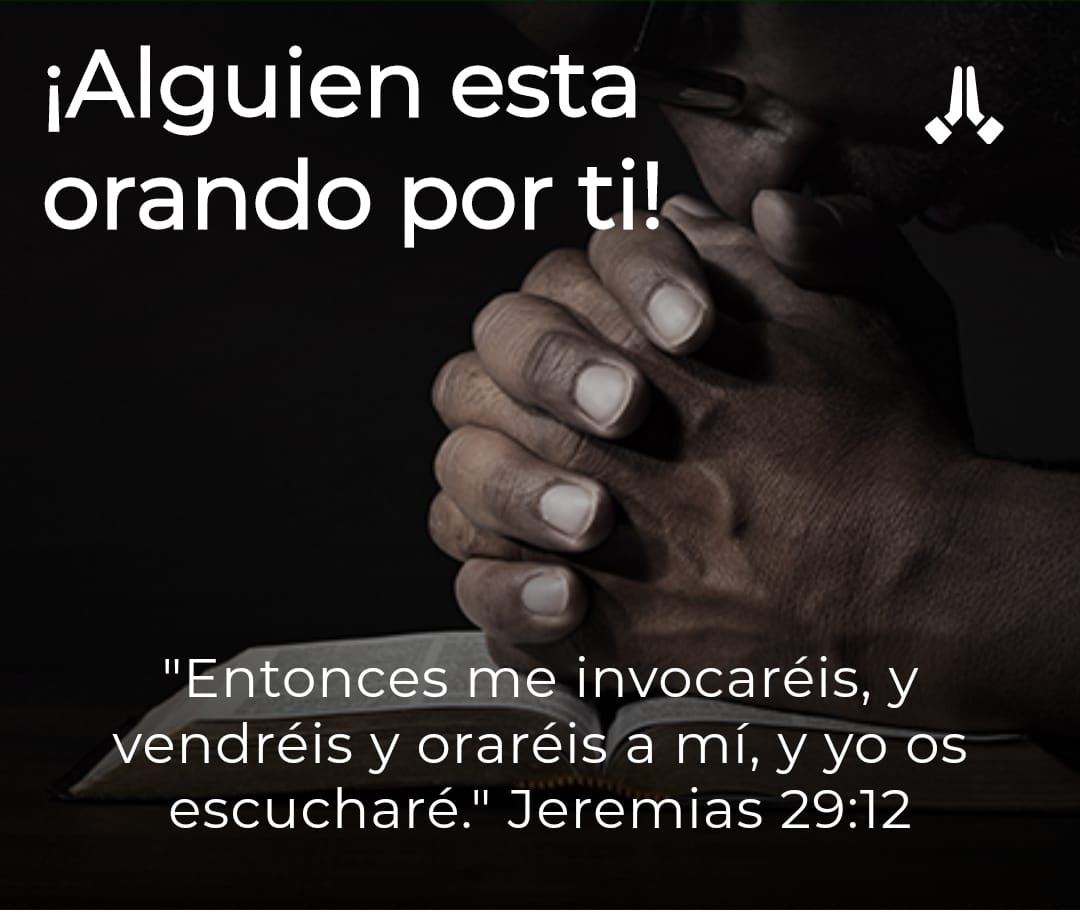 ¡Alguien esta
orando por ti!
"Entonces me invocaréis, y
vendréis y oraréis a mí, y yo os
escucharé." Jeremias 29:12